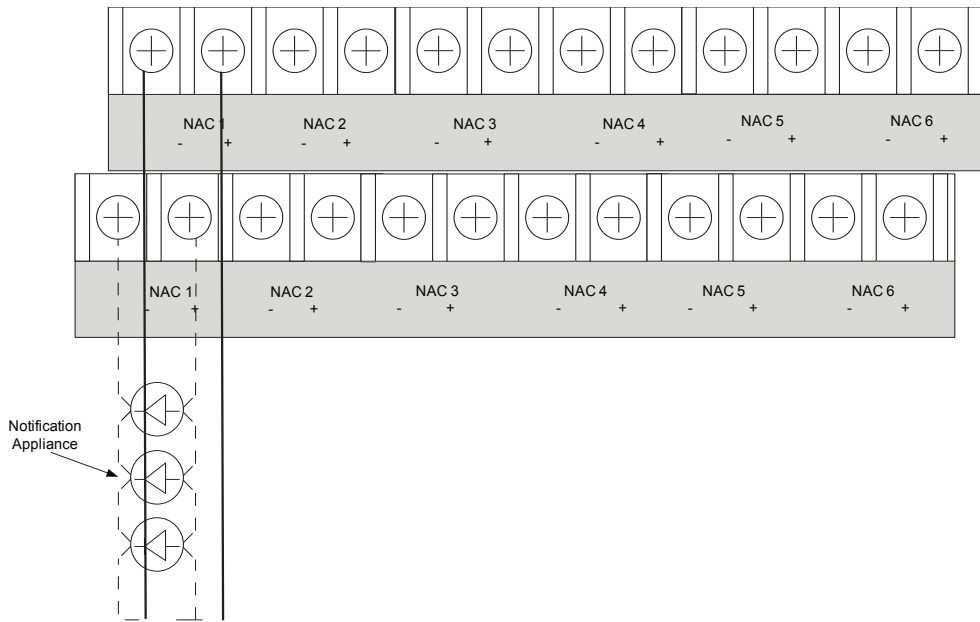 NAC 1 NAC 2 NAC 3 NAC 4 NAC 5 NAC 6
- + - + - + - + - + - +
NAC 1 NAC 2 NAC 3 NAC 4 NAC 5 NAC 6
- + - + - + - + - + - +
Notification
Appliance